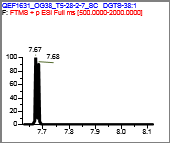 QEF1631_OG38_T5-28-2-7_SC DGTS-38:1
F: FTMS + p ESI Full ms [500.0000-2000.0000]
7.67
7.68
100
80
60
40
20
0
7.7 7.8 7.9 8.0 8.1